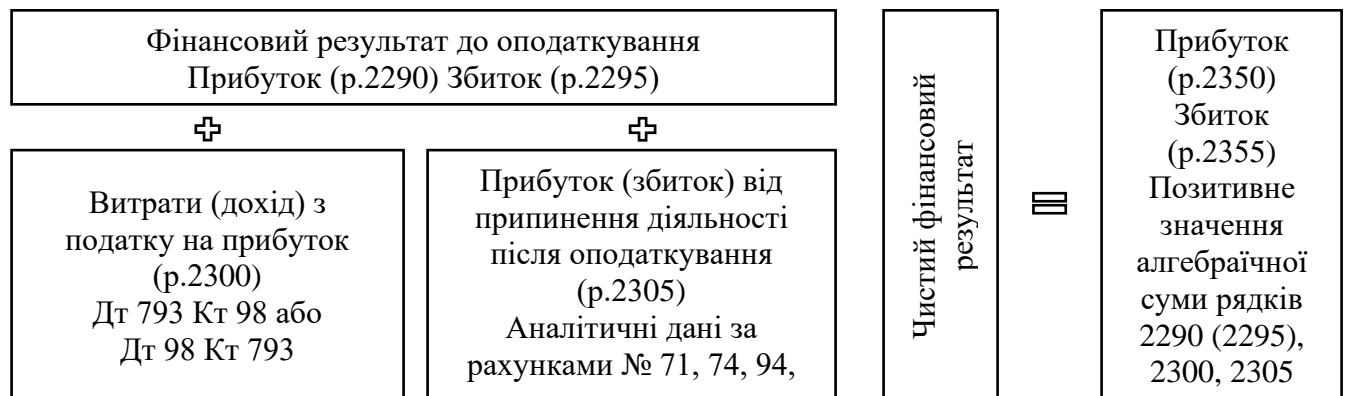 Фінансовий результат до оподаткування
Прибуток (р.2290) Збиток (р.2295)
Витрати (дохід) з
податку на прибуток
(р.2300)
Дт 793 Кт 98 або
Дт 98 Кт 793
Прибуток (збиток) від
припинення діяльності
після оподаткування
(р.2305)
Аналітичні дані за
рахунками № 71, 74, 94,
Чистий фінансовий
результат
Прибуток
(р.2350)
Збиток
(р.2355)
Позитивне
значення
алгебраїчної
суми рядків
2290 (2295),
2300, 2305